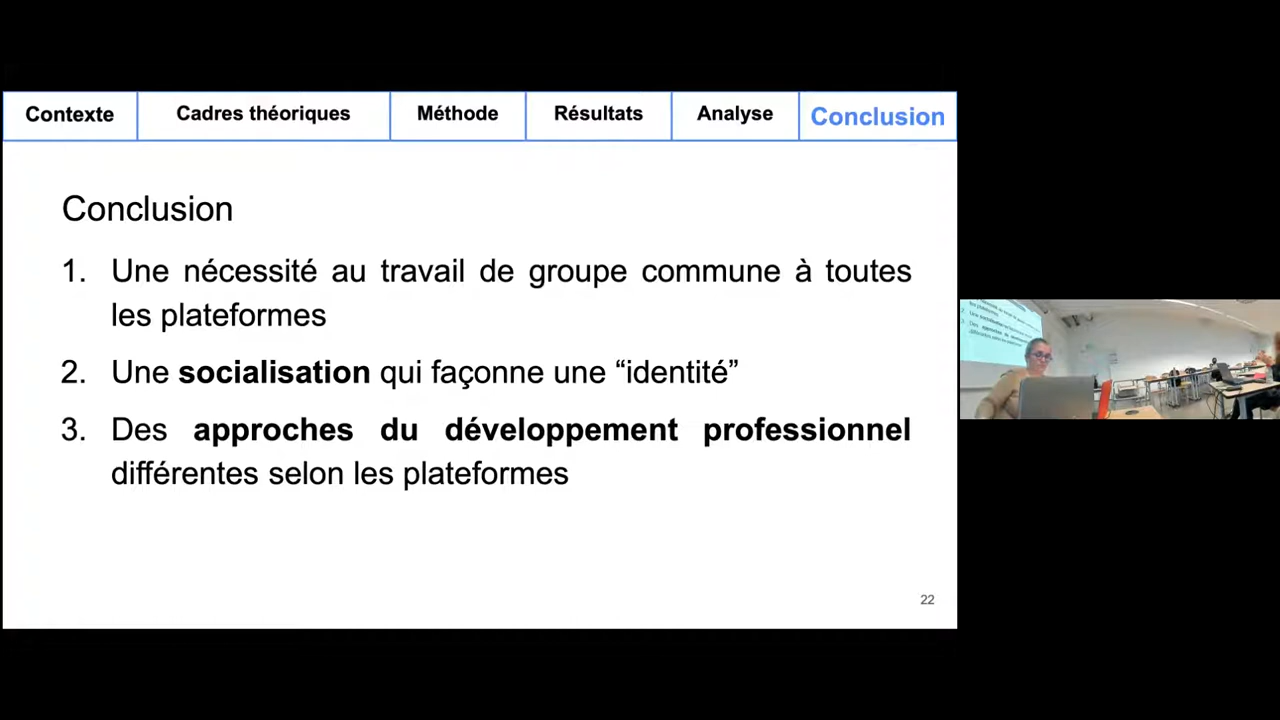 Contexte
Cadres théoriques
Méthode
Résultats
Analyse
Conclusion
Conclusion
1. Une nécessité au travail de groupe commune à toutes
les plateformes
2. Une socialisation qui façonne une “identité”
3. Des approches du développement professionnel
différentes selon les plateformes
22